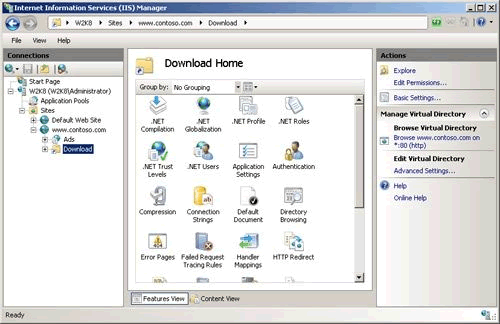 Internet Information Services (IIS) Manager
W2K8 Sites www.contoso.com Download
File View Help
Connections
Start Page
W2K8 (W2K8\Administrator)
Application Pools
Sites
Default Web Site
www.contoso.com
Ads
Download
Download Home
Group by: No Grouping
.NET Compilation
.NET Globalization
.NET Profile
.NET Roles
.NET Trust Levels
.NET Users
Application Settings
Authentication
Compression
Connection Strings
Default Document
Directory Browsing
Error Pages
Failed Request Tracing Rules
Handler Mappings
HTTP Redirect
Features View
Content View
Actions
Explore
Edit Permissions...
Basic Settings...
Manage Virtual Directory
Browse Virtual Directory
Browse www.contoso.com on
*:80 (http)
Edit Virtual Directory
Advanced Settings...
Help
Online Help
Ready